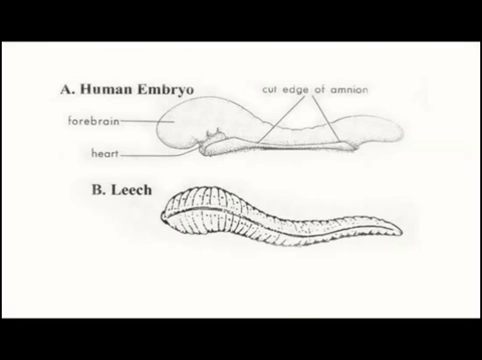 A. Human Embryo
cut edge of amnion
forebrain
heart
B. Leech